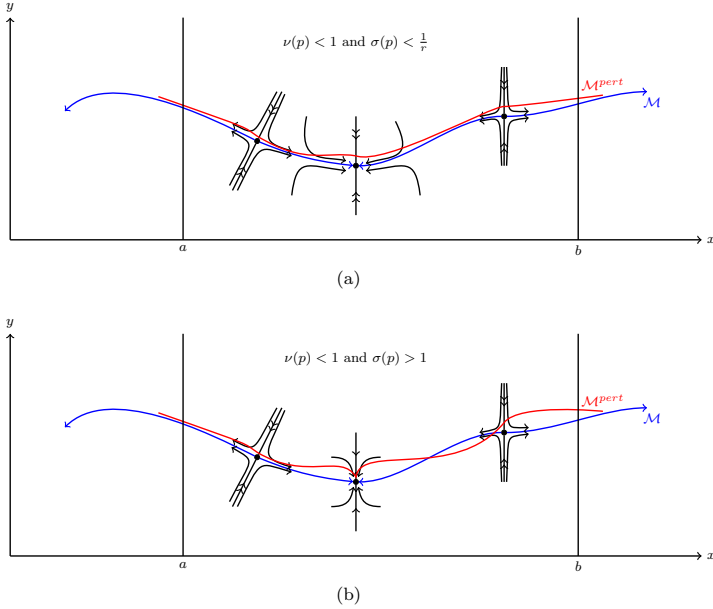 y
ν(p) < 1 and σ(p) < 1/r
ℳ^{pert}
ℳ
a
b
x
(a)
y
ν(p) < 1 and σ(p) > 1
ℳ^{pert}
ℳ
a
b
x
(b)